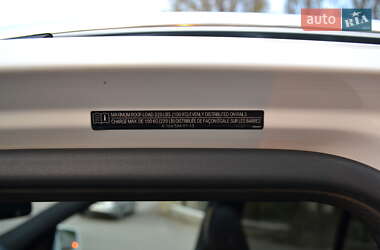 auto RIA
MAXIMUM ROOF LOAD 220 LBS. (100 KG) EVENLY DISTRIBUTED ON RAILS
CHARGE MAX. DE 100 KG (220 LB) DISTRIBUÉE DE FAÇON ÉGALE SUR LES BARRES